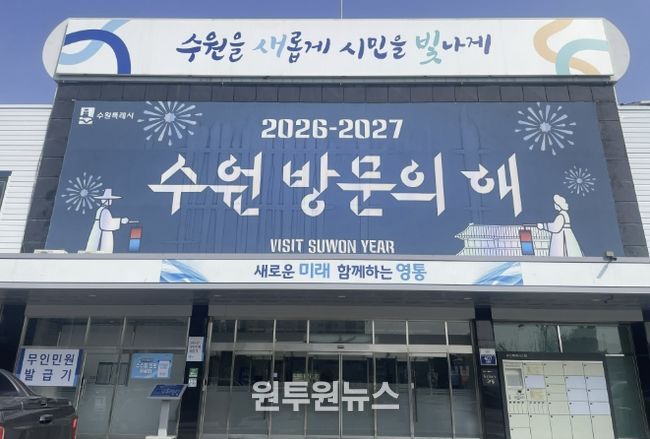 수원을 새롭게 시민을 빛나게
수원특례시
2026-2027
수원 방문의 해
VISIT SUWON YEAR
새로운 미래 함께하는 영통
무인민원
발급기
원투원뉴스